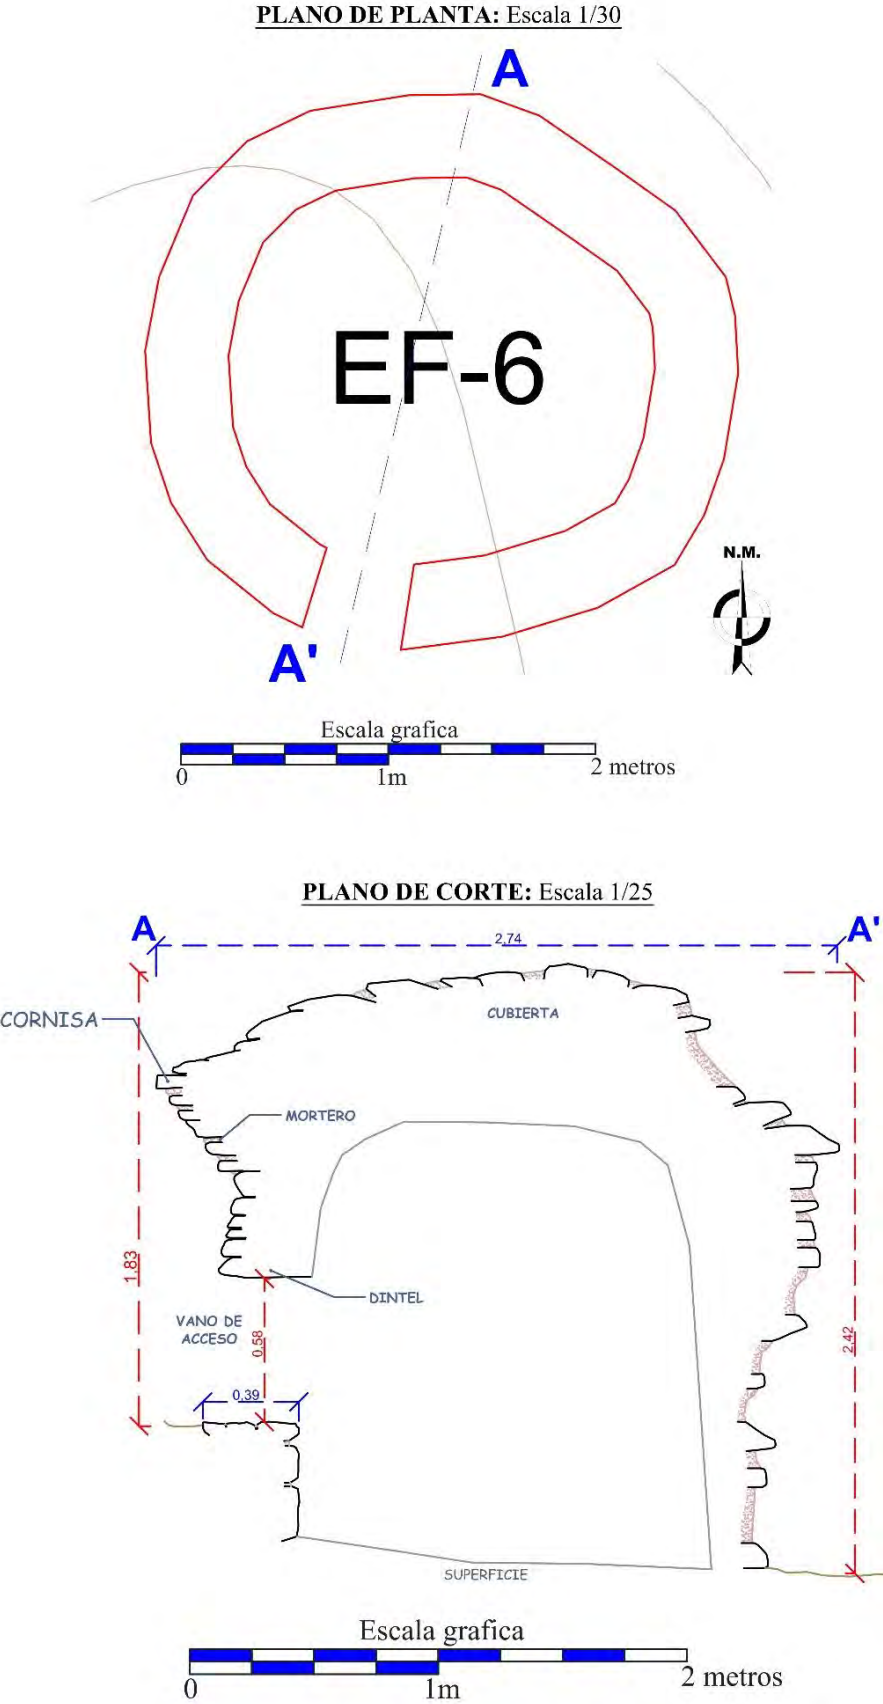 PLANO DE PLANTA: Escala 1/30
A
EF-6
N.M.
A'
Escala grafica
0
1m
2 metros
PLANO DE CORTE: Escala 1/25
A
A'
2,74
CORNISA
CUBIERTA
MORTERO
1,83
DINTEL
VANO DE
ACCESO
0,58
2,42
0,39
SUPERFICIE
Escala grafica
0
1m
2 metros